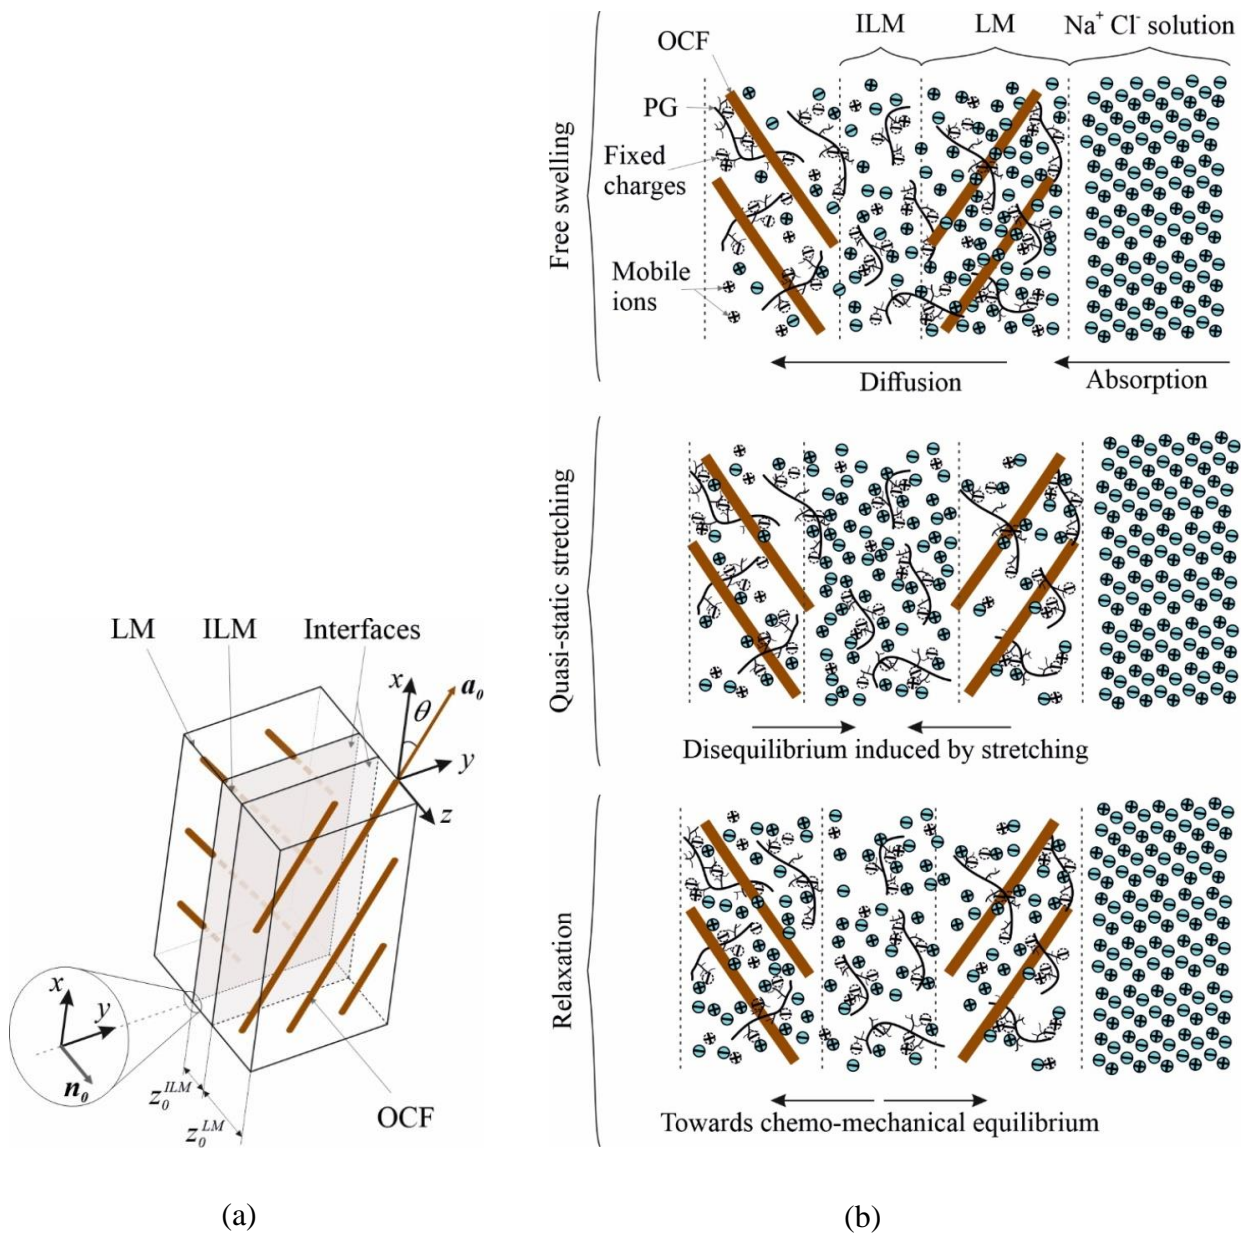 ILM LM Na⁺ Cl⁻ solution
OCF
PG
Fixed
charges
Mobile
ions
Free swelling
Diffusion Absorption
Quasi-static stretching
Disequilibrium induced by stretching
Relaxation
Towards chemo-mechanical equilibrium
LM ILM Interfaces
x a₀
θ
y
z
x
y
n₀
z₀ᴵᴸᴹ
z₀ᴸᴹ
OCF
(a) (b)